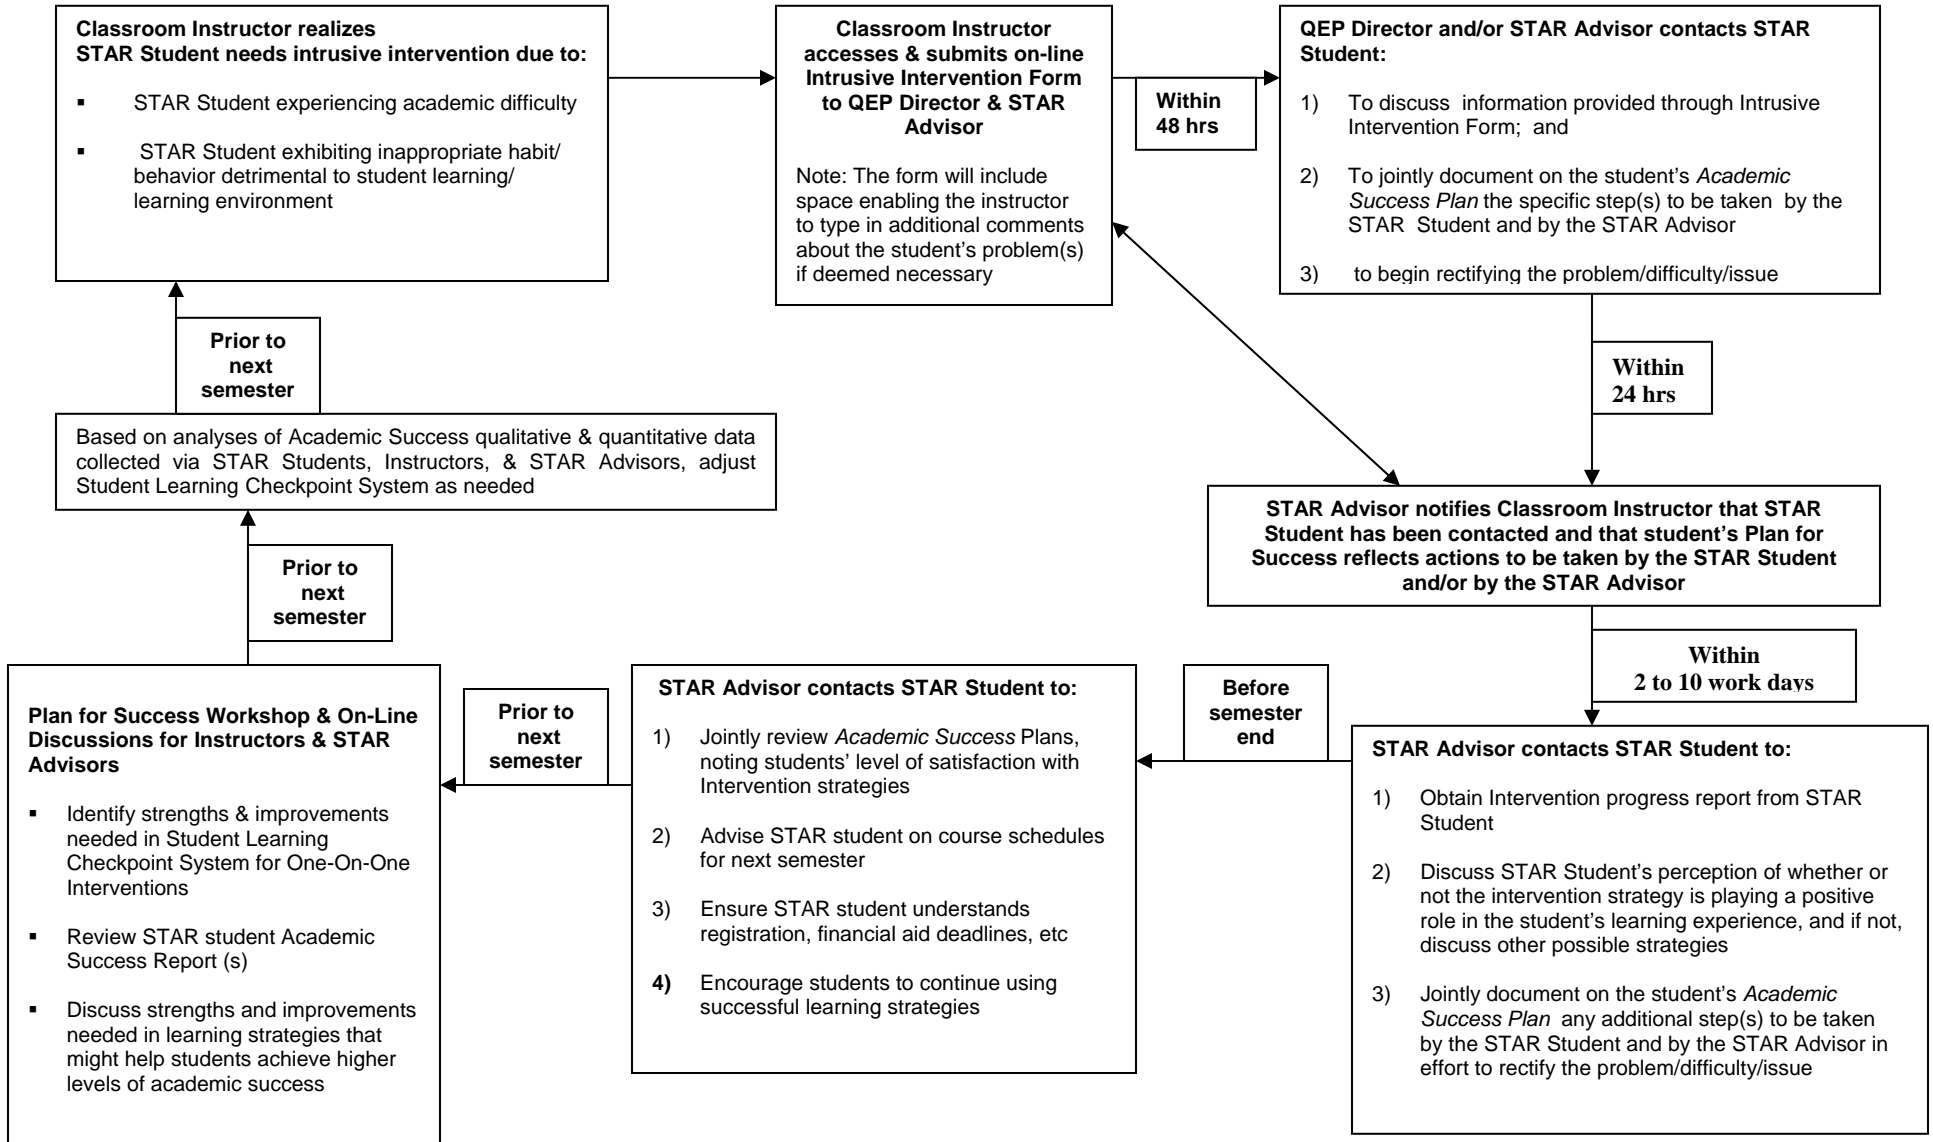 Classroom Instructor realizes
STAR Student needs intrusive intervention due to:
▪ STAR Student experiencing academic difficulty
▪ STAR Student exhibiting inappropriate habit/
behavior detrimental to student learning/
learning environment
Classroom Instructor
accesses & submits on-line
Intrusive Intervention Form
to QEP Director & STAR
Advisor
Note: The form will include
space enabling the instructor
to type in additional comments
about the student’s problem(s)
if deemed necessary
Within
48 hrs
QEP Director and/or STAR Advisor contacts STAR
Student:
1) To discuss information provided through Intrusive
Intervention Form; and
2) To jointly document on the student’s Academic
Success Plan the specific step(s) to be taken by the
STAR Student and by the STAR Advisor
3) to begin rectifying the problem/difficulty/issue
Within
24 hrs
STAR Advisor notifies Classroom Instructor that STAR
Student has been contacted and that student’s Plan for
Success reflects actions to be taken by the STAR Student
and/or by the STAR Advisor
Within
2 to 10 work days
STAR Advisor contacts STAR Student to:
1) Obtain Intervention progress report from STAR
Student
2) Discuss STAR Student’s perception of whether or
not the intervention strategy is playing a positive
role in the student’s learning experience, and if not,
discuss other possible strategies
3) Jointly document on the student’s Academic
Success Plan any additional step(s) to be taken
by the STAR Student and by the STAR Advisor in
effort to rectify the problem/difficulty/issue
Before
semester
end
STAR Advisor contacts STAR Student to:
1) Jointly review Academic Success Plans,
noting students’ level of satisfaction with
Intervention strategies
2) Advise STAR student on course schedules
for next semester
3) Ensure STAR student understands
registration, financial aid deadlines, etc
4) Encourage students to continue using
successful learning strategies
Prior to
next
semester
Plan for Success Workshop & On-Line
Discussions for Instructors & STAR
Advisors
▪ Identify strengths & improvements
needed in Student Learning
Checkpoint System for One-On-One
Interventions
▪ Review STAR student Academic
Success Report (s)
▪ Discuss strengths and improvements
needed in learning strategies that
might help students achieve higher
levels of academic success
Prior to
next
semester
Based on analyses of Academic Success qualitative & quantitative data
collected via STAR Students, Instructors, & STAR Advisors, adjust
Student Learning Checkpoint System as needed
Prior to
next
semester